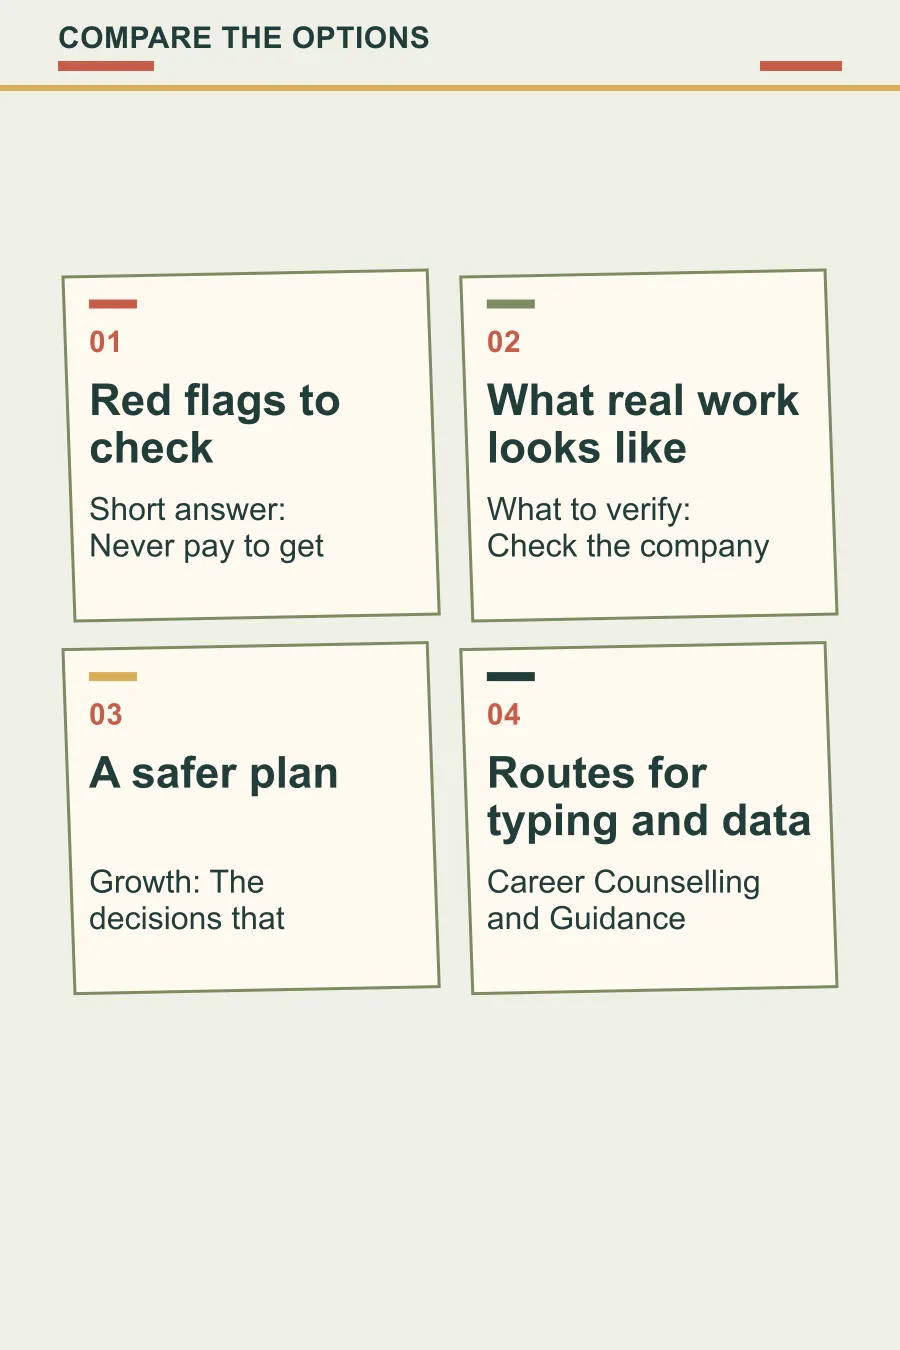 COMPARE THE OPTIONS
01
Red flags to
check
Short answer:
Never pay to get
02
What real work
looks like
What to verify:
Check the company
03
A safer plan
Growth: The
decisions that
04
Routes for
typing and data
Career Counselling
and Guidance